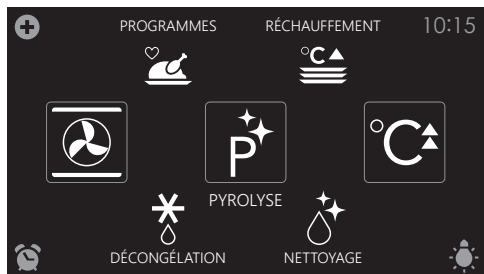 PROGRAMMES RÉCHAUFFEMENT 10:15
°C
P °C
PYROLYSE
DÉCONGÉLATION NETTOYAGE